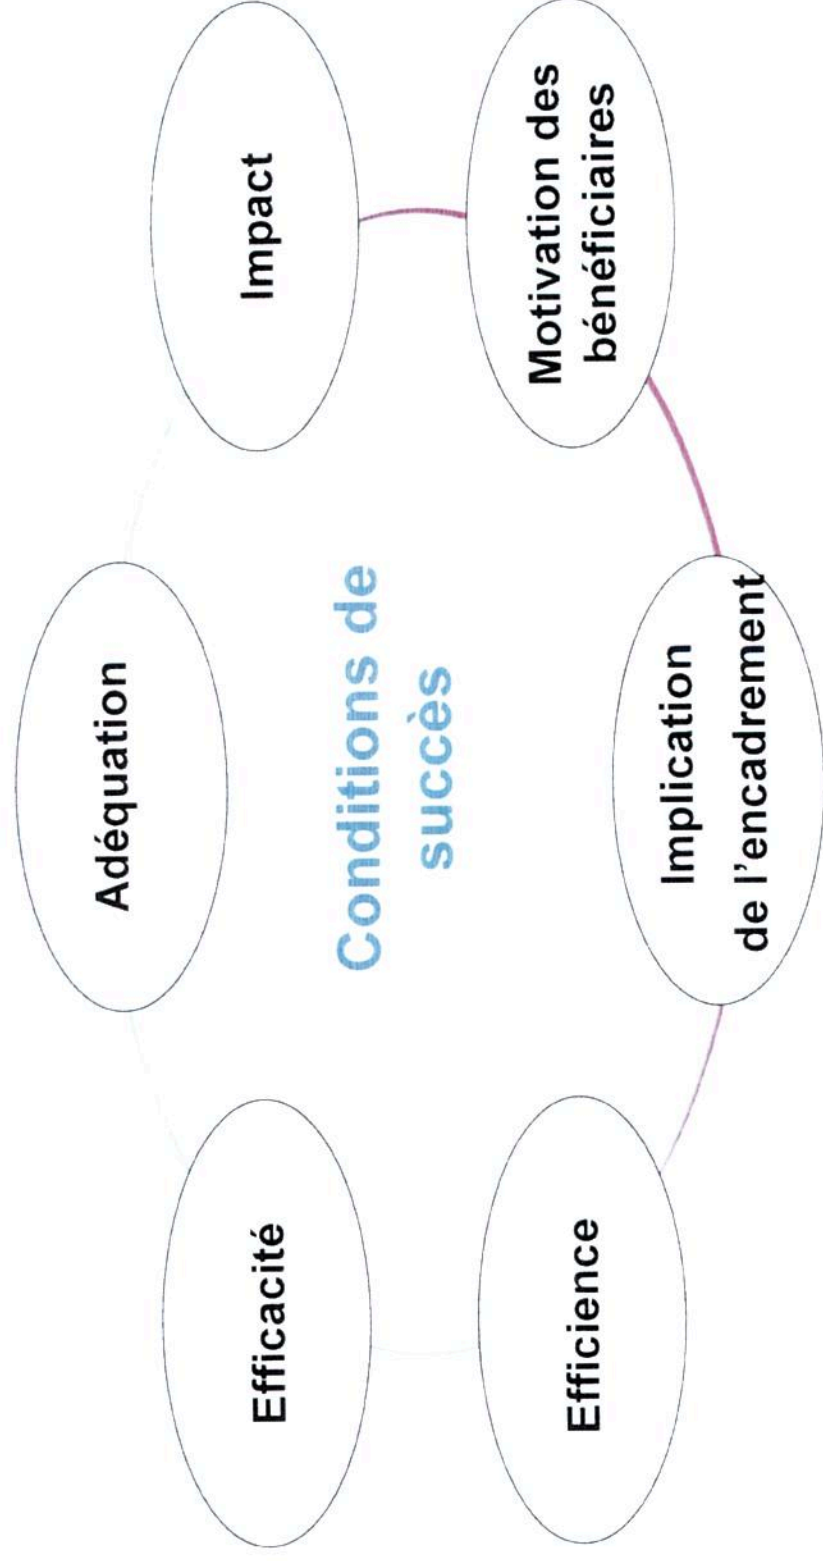 Adéquation
Impact
Motivation des
bénéficiaires
Implication
de l'encadrement
Efficience
Efficacité
Conditions de
succès